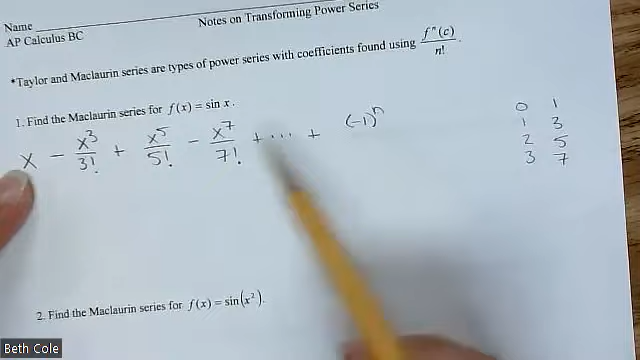 Name
AP Calculus BC
Notes on Transforming Power Series
*Taylor and Maclaurin series are types of power series with coefficients found using f^n(c)/n!.
1. Find the Maclaurin series for f(x) = sin x.
x - x^3/3! + x^5/5! - x^7/7! + ... + (-1)^n
0 1
1 3
2 5
3 7
2. Find the Maclaurin series for f(x) = sin(x^2).
Beth Cole